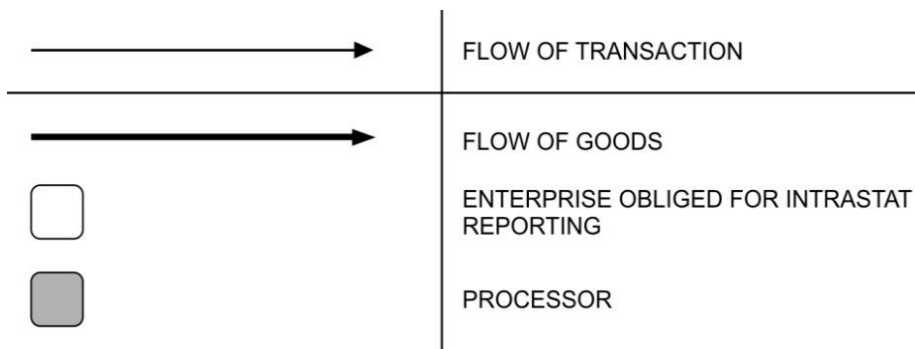 FLOW OF TRANSACTION
FLOW OF GOODS
ENTERPRISE OBLIGED FOR INTRASTAT
REPORTING
PROCESSOR